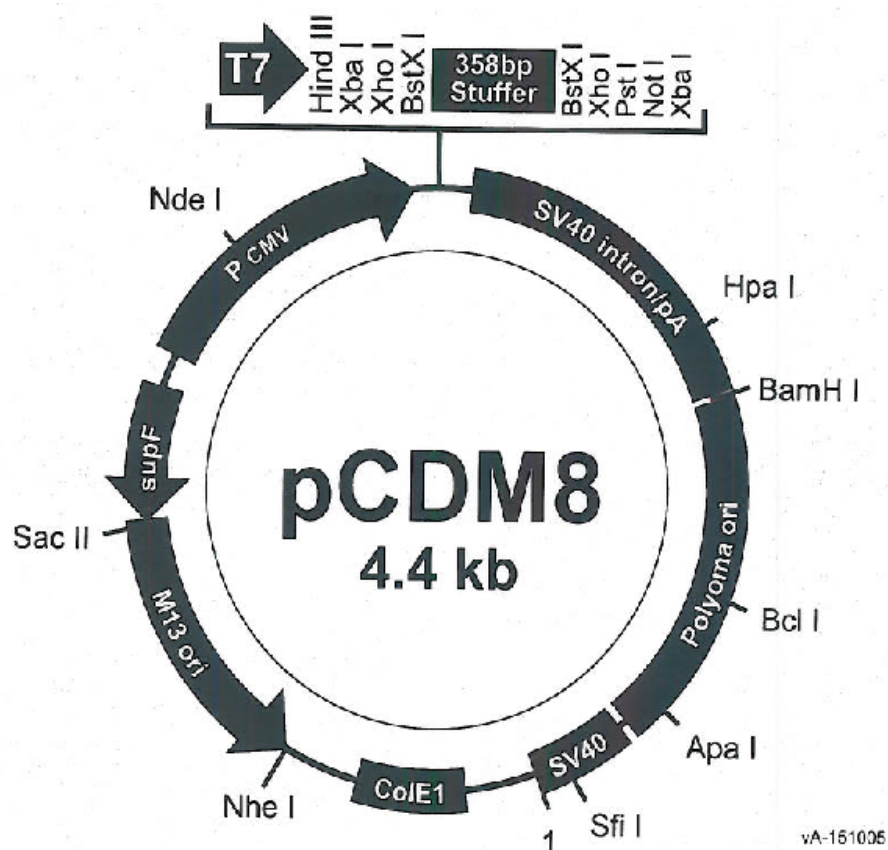 T7
Hind III
Xba I
Xho I
BstX I
358bp
Stuffer
BstX I
Xho I
Pst I
Not I
Xba I
Nde I
P CMV
SV40 intron/pA
Hpa I
BamH I
supF
pCDM8
4.4 kb
Sac II
Polyoma ori
M13 ori
Bcl I
Apa I
SV40
ColE1
Nhe I
Sfi I
1
vA-151005